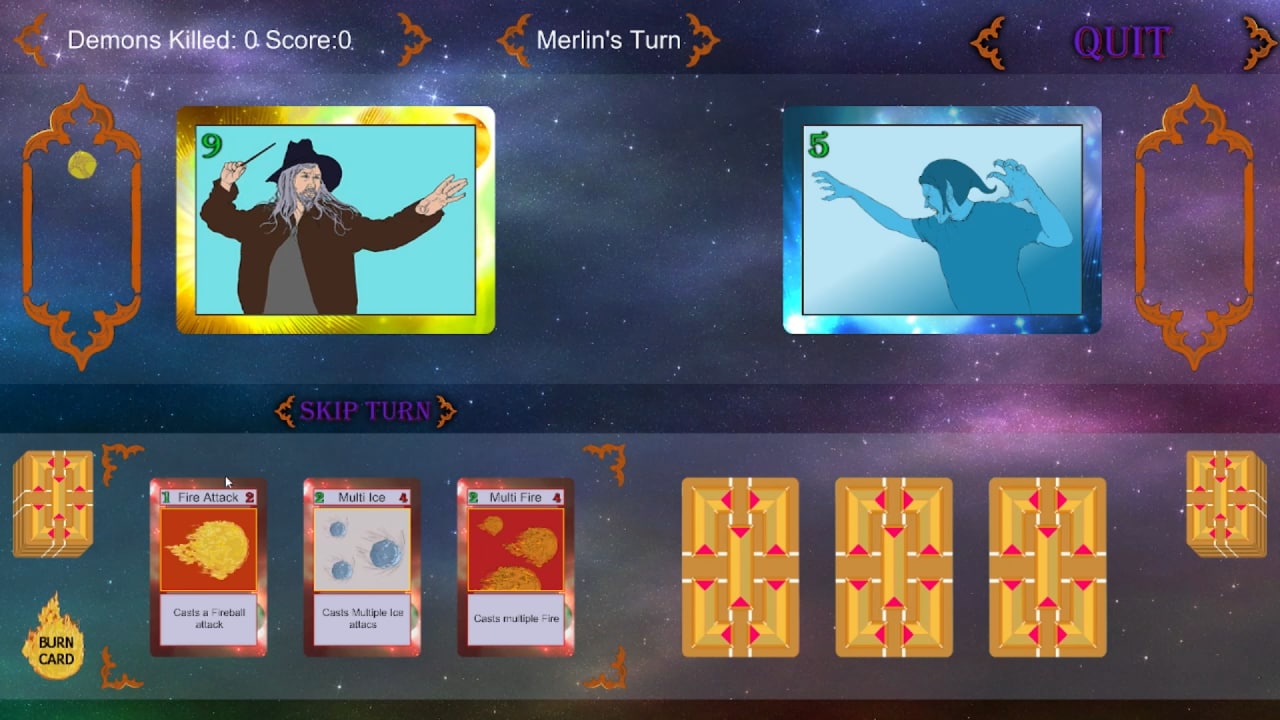 Demons Killed: 0 Score:0
Merlin's Turn
QUIT
9
5
SKIP TURN
1 Fire Attack 2
Casts a Fireball
attack
2 Multi Ice 4
Casts Multiple Ice
attacs
2 Multi Fire 4
Casts multiple Fire
BURN
CARD